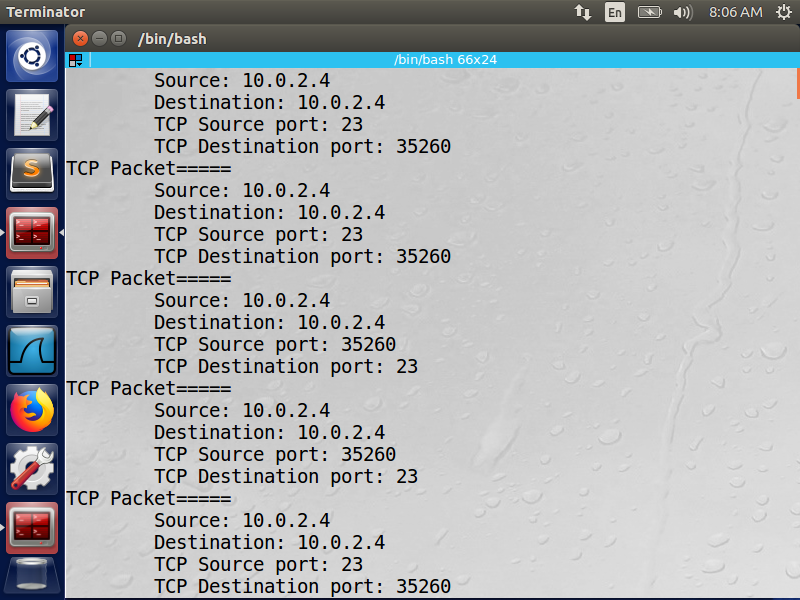 Terminator
En
8:06 AM
/bin/bash
/bin/bash 66x24
Source: 10.0.2.4
Destination: 10.0.2.4
TCP Source port: 23
TCP Destination port: 35260
TCP Packet=====
Source: 10.0.2.4
Destination: 10.0.2.4
TCP Source port: 23
TCP Destination port: 35260
TCP Packet=====
Source: 10.0.2.4
Destination: 10.0.2.4
TCP Source port: 35260
TCP Destination port: 23
TCP Packet=====
Source: 10.0.2.4
Destination: 10.0.2.4
TCP Source port: 35260
TCP Destination port: 23
TCP Packet=====
Source: 10.0.2.4
Destination: 10.0.2.4
TCP Source port: 23
TCP Destination port: 35260